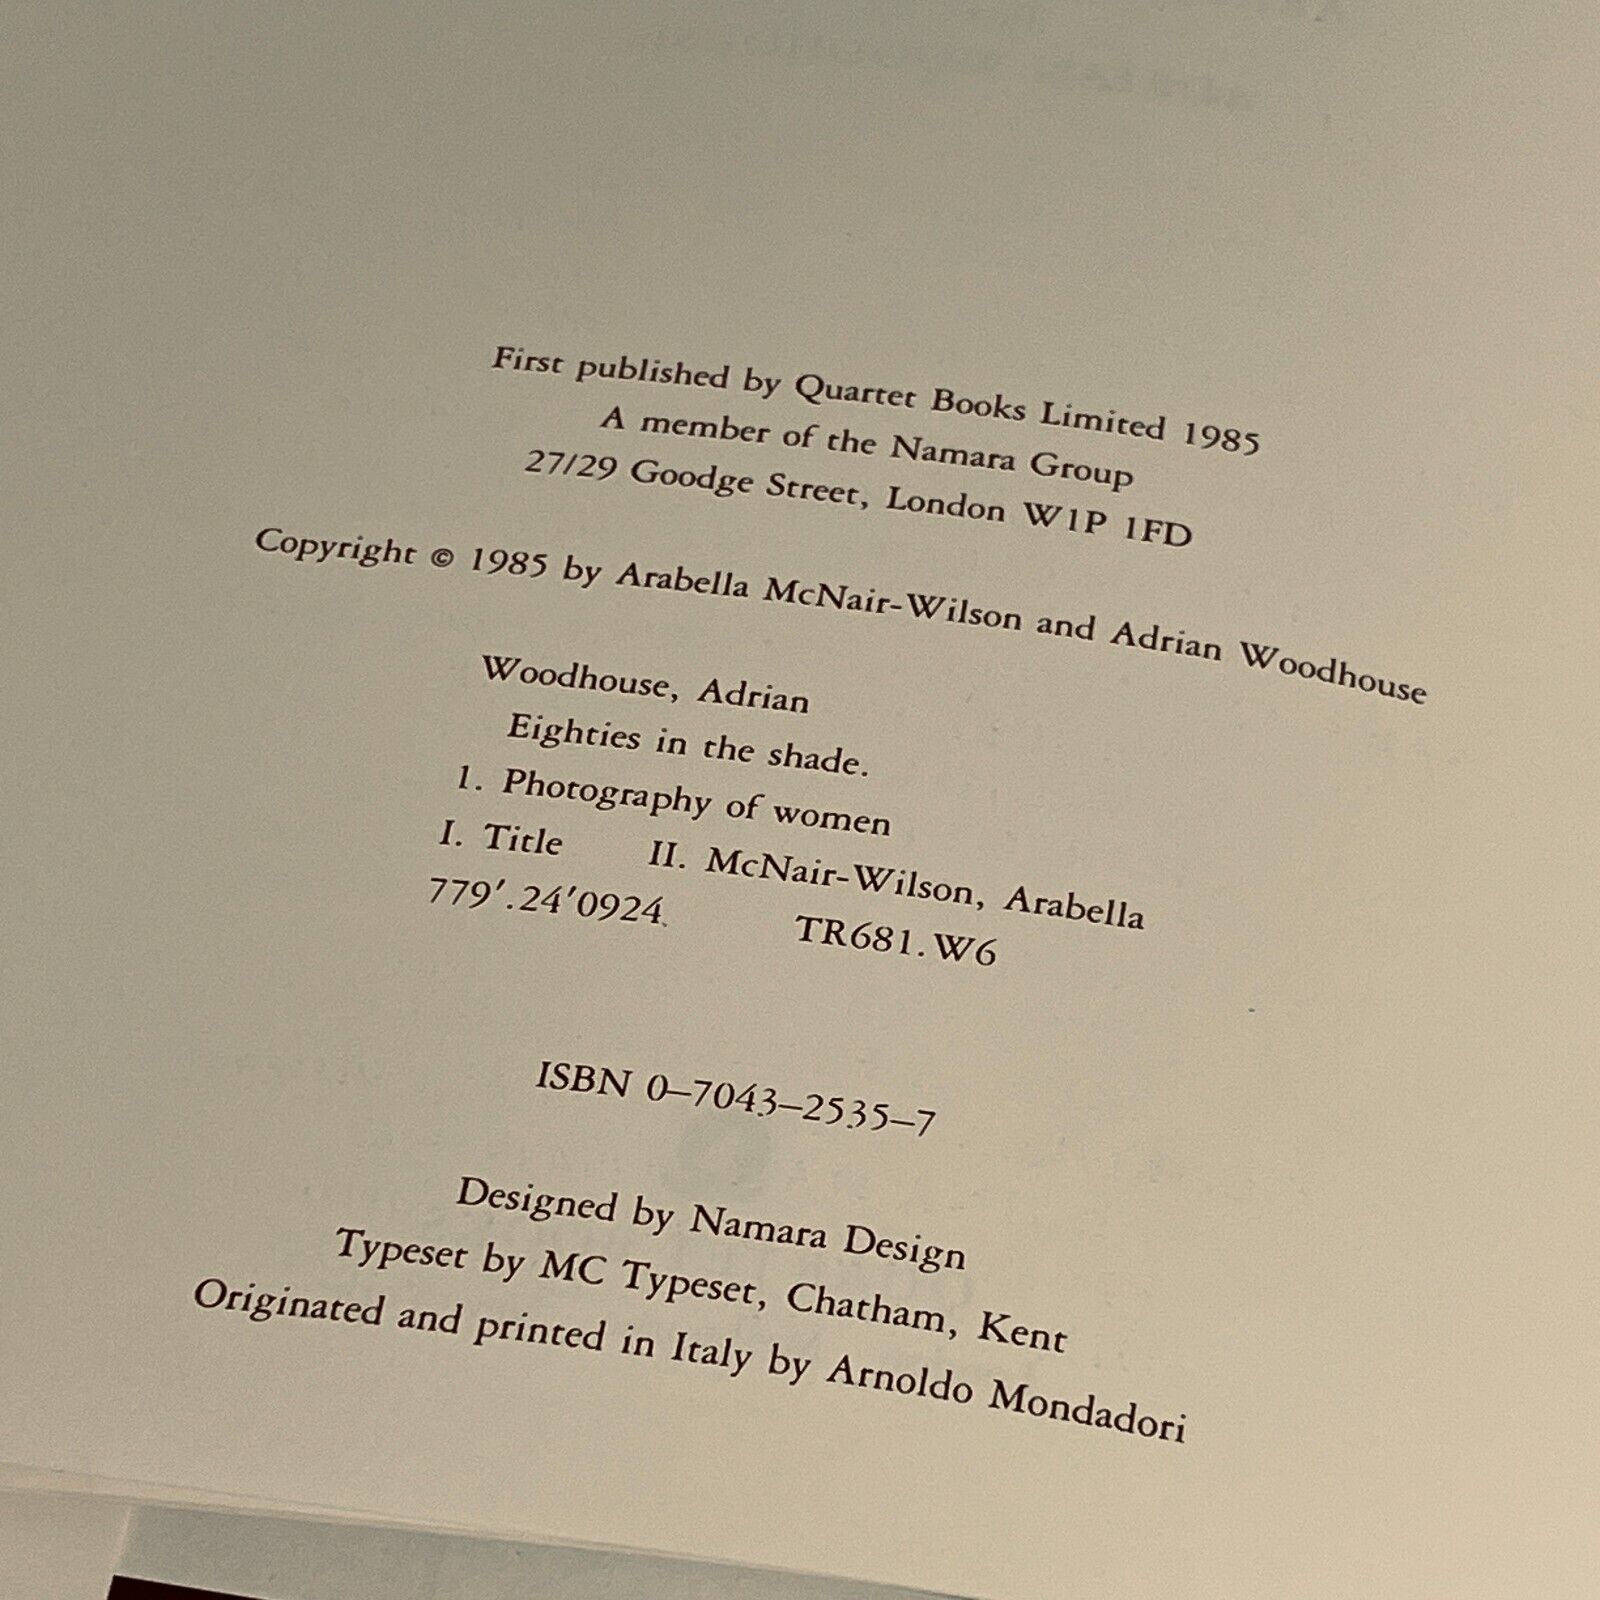 First published by Quartet Books Limited 1985
A member of the Namara Group
27/29 Goodge Street, London W1P 1FD
Copyright © 1985 by Arabella McNair-Wilson and Adrian Woodhouse
Woodhouse, Adrian
Eighties in the shade.
1. Photography of women
I. Title II. McNair-Wilson, Arabella
779'.24'0924 TR681.W6
ISBN 0–7043–2535–7
Designed by Namara Design
Typeset by MC Typeset, Chatham, Kent
Originated and printed in Italy by Arnoldo Mondadori